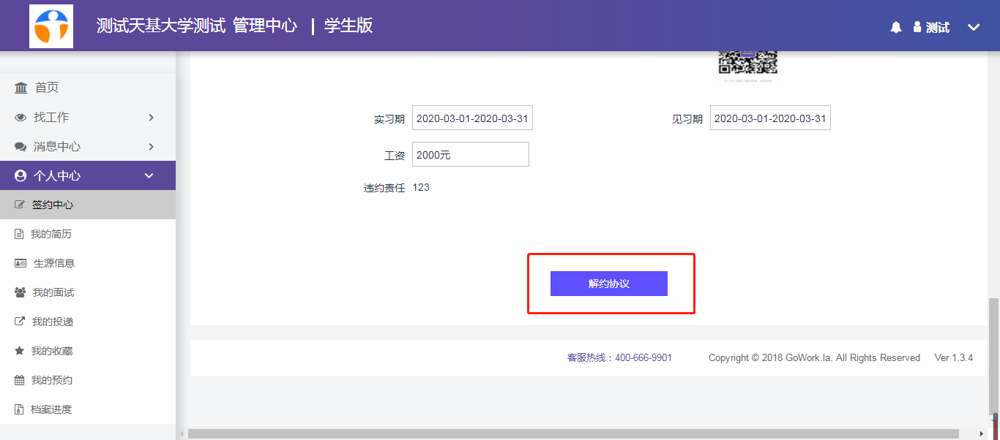 测试天基大学测试 管理中心 | 学生版
测试
首页
找工作
消息中心
个人中心
签约中心
我的简历
生源信息
我的面试
我的投递
我的收藏
我的预约
档案进度
实习期 2020-03-01-2020-03-31
见习期 2020-03-01-2020-03-31
工资 2000元
违约责任 123
解约协议
客服热线：400-666-9901
Copyright © 2018 GoWork.la. All Rights Reserved
Ver 1.3.4